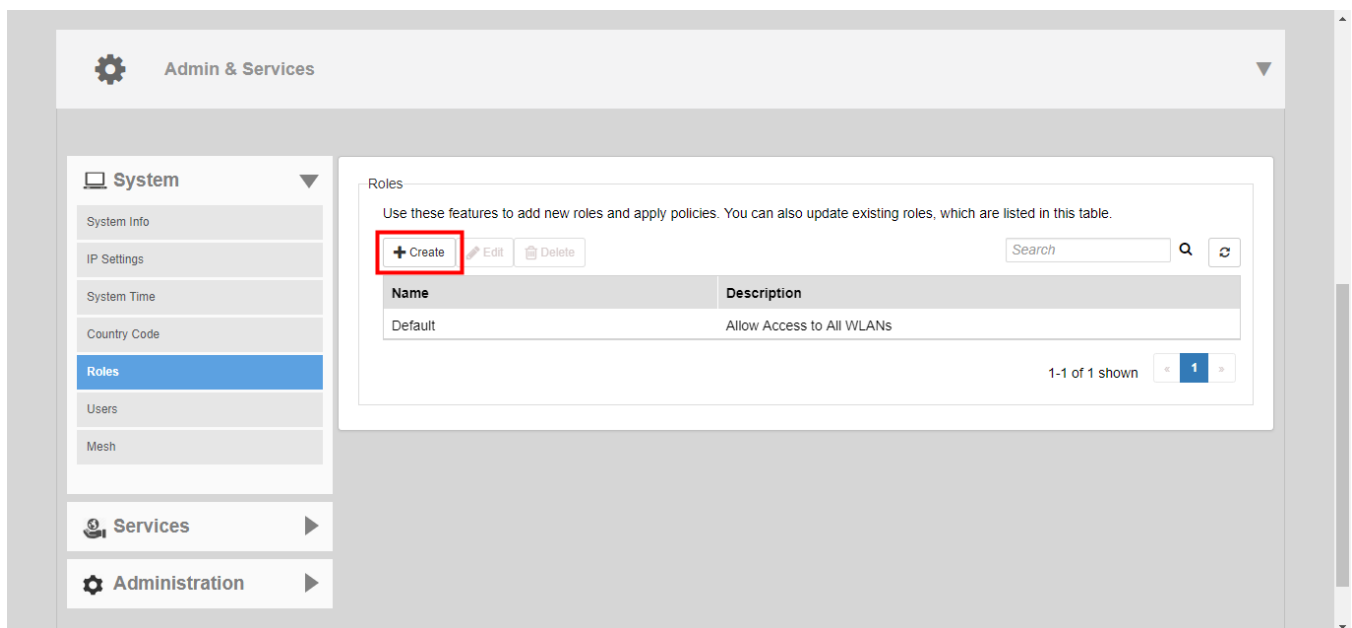 Admin & Services
System
System Info
IP Settings
System Time
Country Code
Roles
Users
Mesh
Services
Administration
Roles
Use these features to add new roles and apply policies. You can also update existing roles, which are listed in this table.
Create Edit Delete Search
Name Description
Default Allow Access to All WLANs
1-1 of 1 shown « 1 »